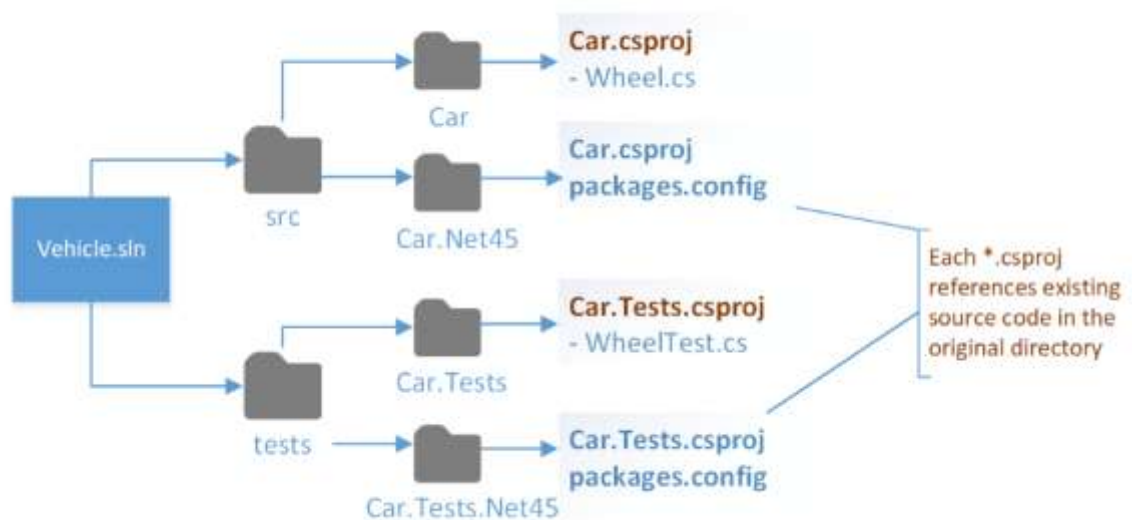 Car.csproj
- Wheel.cs
Car
Car.csproj
packages.config
src
Car.Net45
Vehicle.sln
Each *.csproj
references existing
source code in the
original directory
Car.Tests.csproj
- WheelTest.cs
Car.Tests
tests
Car.Tests.csproj
packages.config
Car.Tests.Net45